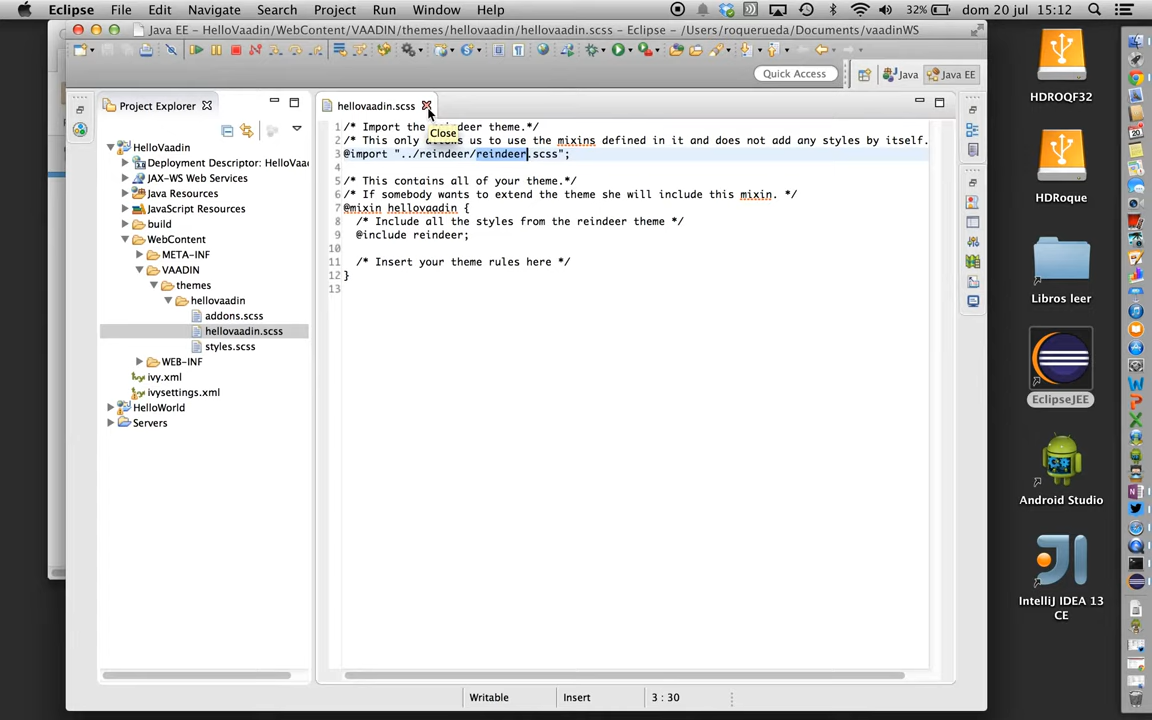 Eclipse File Edit Navigate Search Project Run Window Help 32% dom 20 jul 15:12
Java EE - HelloVaadin/WebContent/VAADIN/themes/hellovaadin/hellovaadin.scss - Eclipse - /Users/roquerueda/Documents/vaadinWS
Quick Access Java Java EE
Project Explorer
HelloVaadin
Deployment Descriptor: HelloVaa
JAX-WS Web Services
Java Resources
JavaScript Resources
build
WebContent
META-INF
VAADIN
themes
hellovaadin
addons.scss
hellovaadin.scss
styles.scss
WEB-INF
ivy.xml
ivysettings.xml
HelloWorld
Servers
hellovaadin.scss
Close
1 /* Import the reindeer theme.*/
2 /* This only allows us to use the mixins defined in it and does not add any styles by itself.
3 @import "../reindeer/reindeer.scss";
4
5 /* This contains all of your theme.*/
6 /* If somebody wants to extend the theme she will include this mixin. */
7 @mixin hellovaadin {
8 /* Include all the styles from the reindeer theme */
9 @include reindeer;
10
11 /* Insert your theme rules here */
12 }
13
Writable Insert 3 : 30
HDROQF32
HDRoque
Libros leer
EclipseJEE
Android Studio
IntelliJ IDEA 13
CE